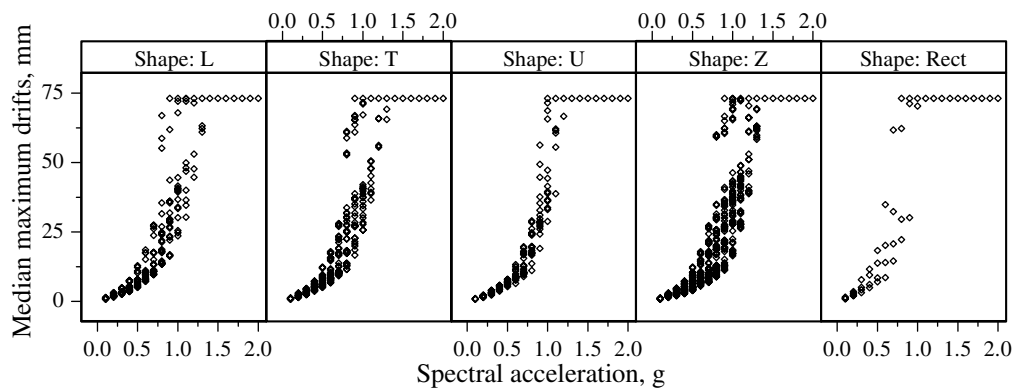 0.0 0.5 1.0 1.5 2.0 0.0 0.5 1.0 1.5 2.0
Shape: L Shape: T Shape: U Shape: Z Shape: Rect
75
50
25
0
Median maximum drifts, mm
0.0 0.5 1.0 1.5 2.0 0.0 0.5 1.0 1.5 2.0 0.0 0.5 1.0 1.5 2.0
Spectral acceleration, g